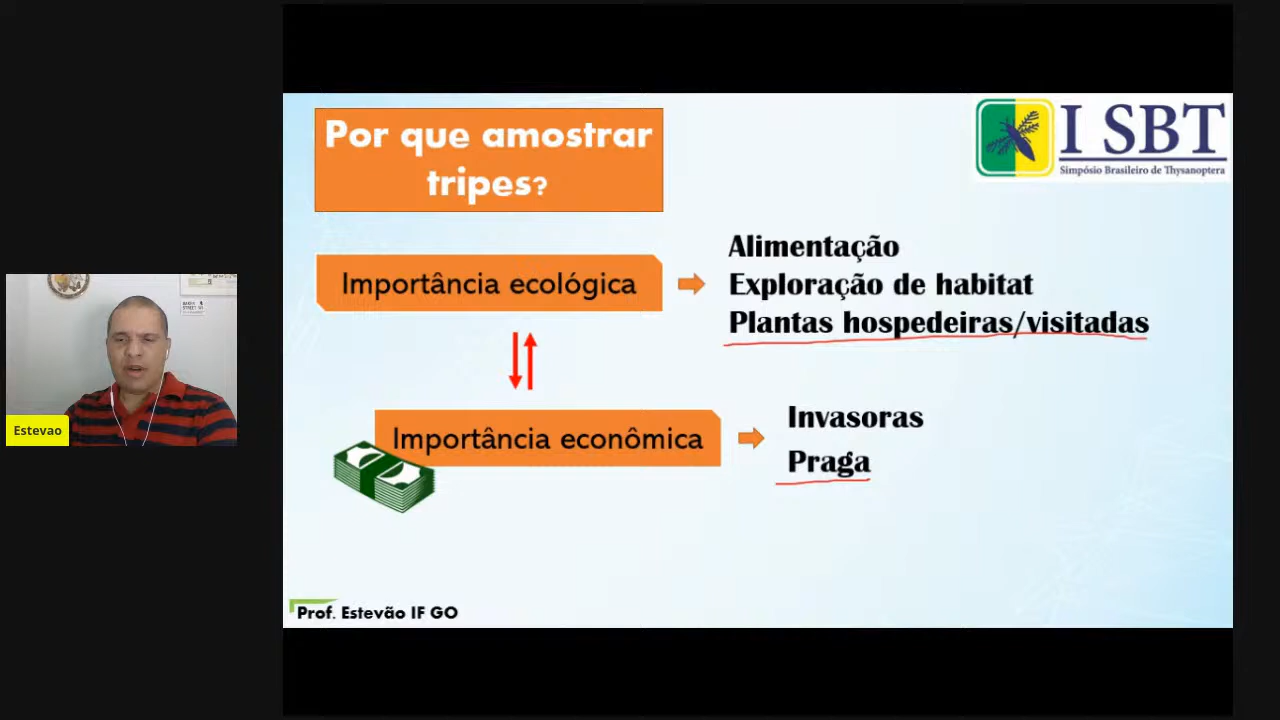 Por que amostrar
tripes?
I SBT
Simpósio Brasileiro de Thysanoptera
Importância ecológica
Alimentação
Exploração de habitat
Plantas hospedeiras/visitadas
Importância econômica
Invasoras
Praga
Estevao
Prof. Estevão IF GO